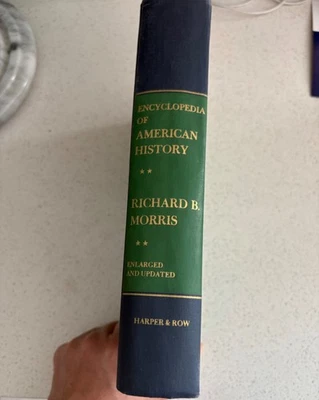 ENCYCLOPEDIA
OF
AMERICAN
HISTORY
RICHARD B.
MORRIS
ENLARGED
AND UPDATED
HARPER & ROW